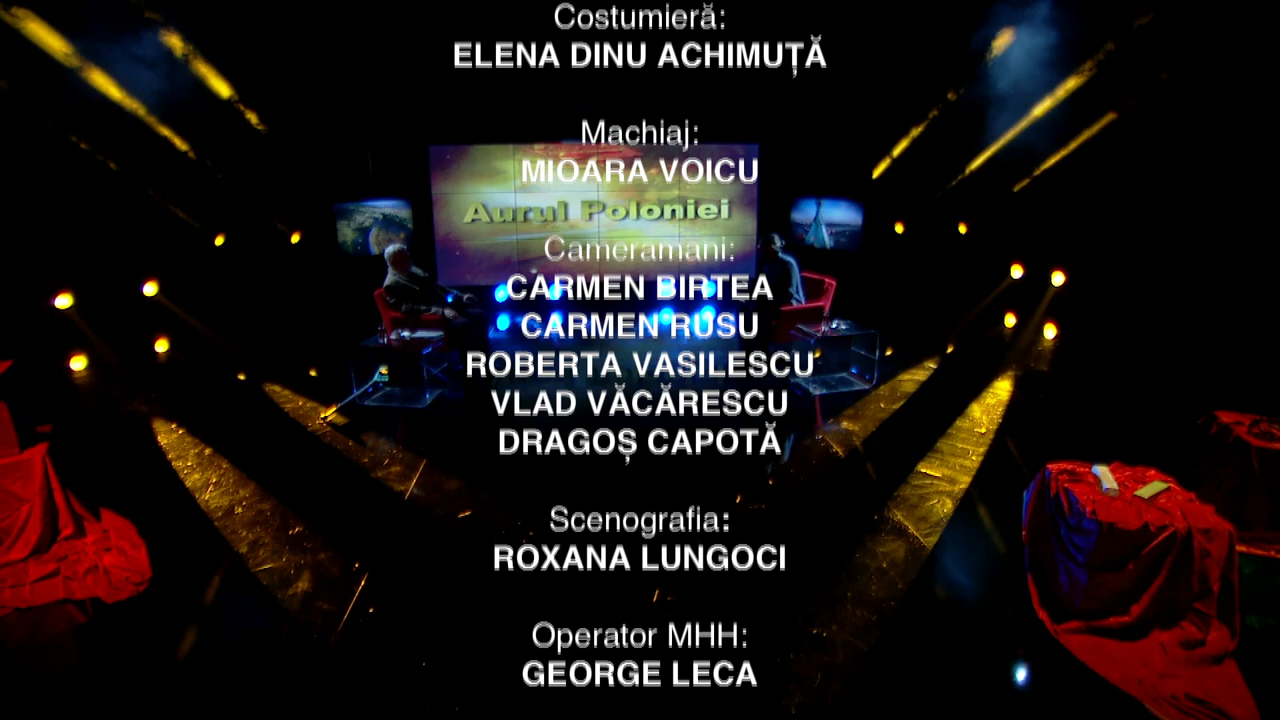 Costumieră:
ELENA DINU ACHIMUȚĂ
Machiaj:
MIOARA VOICU
Aurul Poloniei
Cameramani:
CARMEN BIRTEA
CARMEN RUSU
ROBERTA VASILESCU
VLAD VĂCĂRESCU
DRAGOȘ CAPOTĂ
Scenografia:
ROXANA LUNGOCI
Operator MHH:
GEORGE LECA